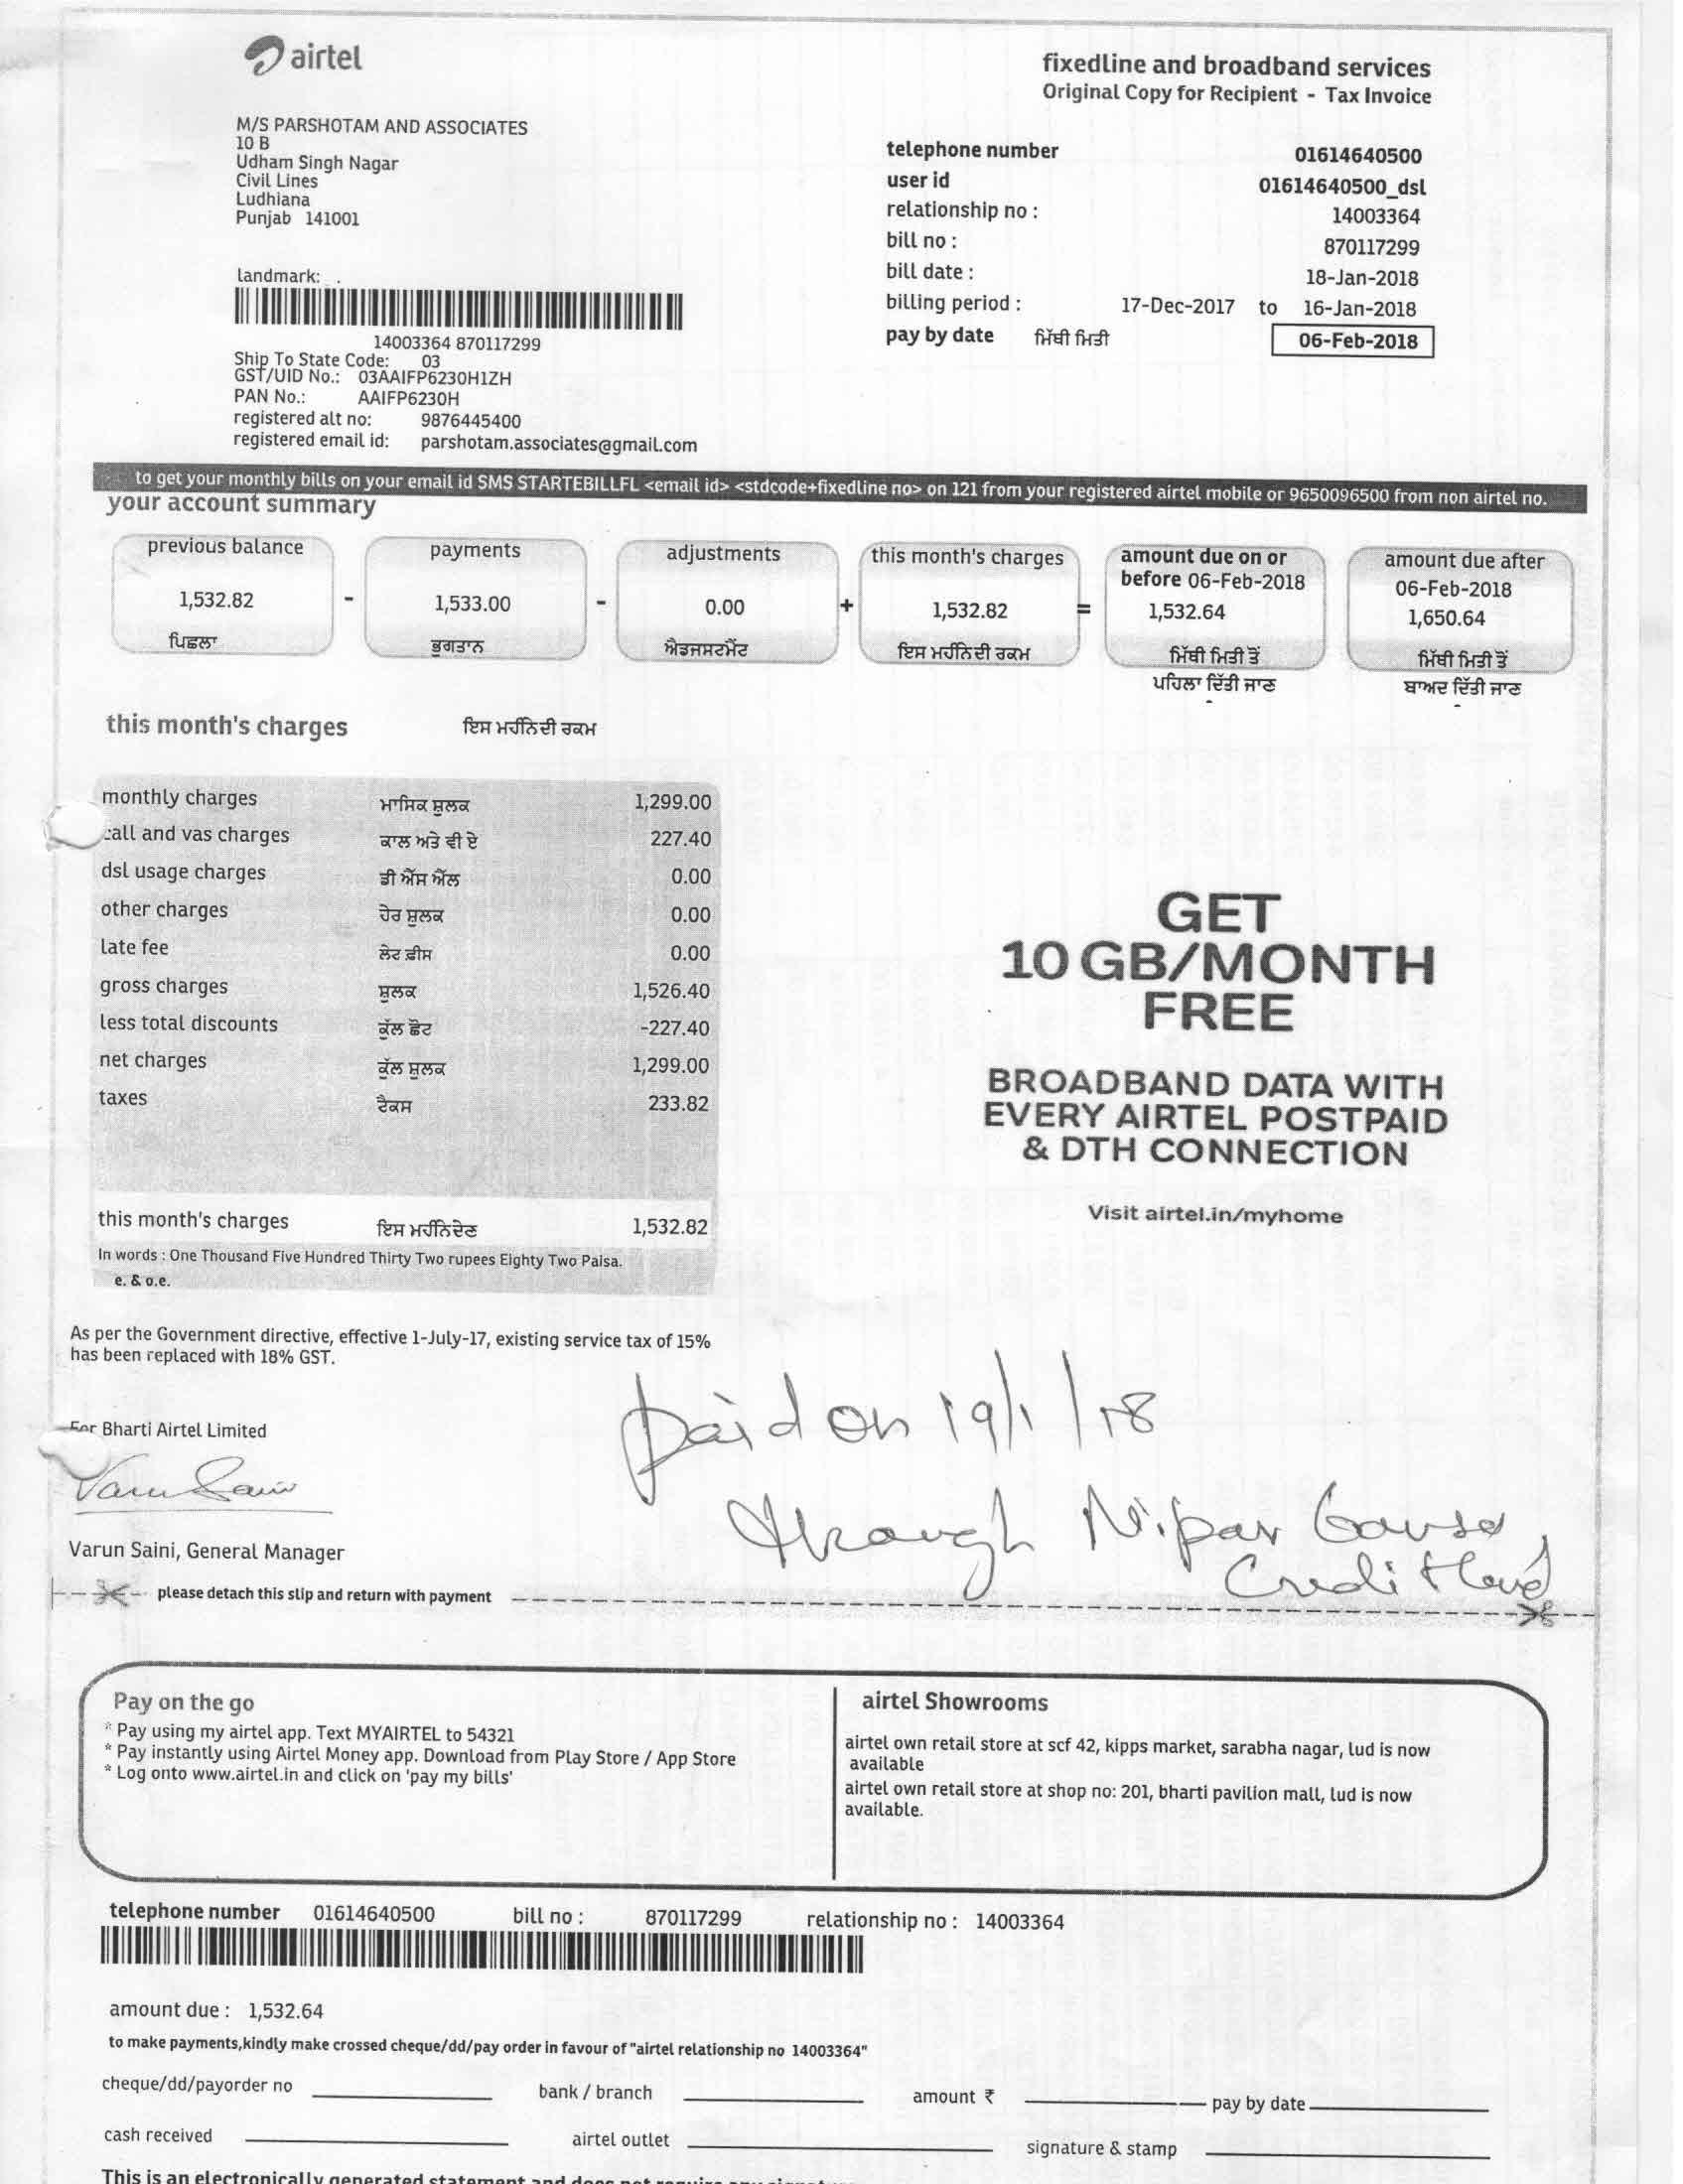 airtel
fixedline and broadband services
Original Copy for Recipient - Tax Invoice
M/S PARSHOTAM AND ASSOCIATES
10 B
Udham Singh Nagar
Civil Lines
Ludhiana
Punjab 141001
landmark: .
14003364 870117299
Ship To State Code: 03
GST/UID No.: 03AAIFP6230H1ZH
PAN No.: AAIFP6230H
registered alt no: 9876445400
registered email id: parshotam.associates@gmail.com
telephone number 01614640500
user id 01614640500_dsl
relationship no : 14003364
bill no : 870117299
bill date : 18-Jan-2018
billing period : 17-Dec-2017 to 16-Jan-2018
pay by date ਮਿੱਥੀ ਮਿਤੀ 06-Feb-2018
to get your monthly bills on your email id SMS STARTEBILLFL <email id> <stdcode+fixedline no> on 121 from your registered airtel mobile or 9650096500 from non airtel no.
your account summary
previous balance
1,532.82
ਪਿਛਲਾ
-
payments
1,533.00
ਭੁਗਤਾਨ
-
adjustments
0.00
ਐਡਜਸਟਮੈਂਟ
+
this month's charges
1,532.82
ਇਸ ਮਹੀਨਿਦੀ ਰਕਮ
=
amount due on or
before 06-Feb-2018
1,532.64
ਮਿੱਥੀ ਮਿਤੀ ਤੋਂ
ਪਹਿਲਾ ਦਿੱਤੀ ਜਾਣ
amount due after
06-Feb-2018
1,650.64
ਮਿੱਥੀ ਮਿਤੀ ਤੋਂ
ਬਾਅਦ ਦਿੱਤੀ ਜਾਣ
this month's charges ਇਸ ਮਹੀਨਿਦੀ ਰਕਮ
monthly charges ਮਾਸਿਕ ਸ਼ੁਲਕ 1,299.00
call and vas charges ਕਾਲ ਅਤੇ ਵੀ ਏ 227.40
dsl usage charges ਡੀ ਐੱਸ ਐੱਲ 0.00
other charges ਹੇਰ ਸ਼ੁਲਕ 0.00
late fee ਲੇਟ ਫ਼ੀਸ 0.00
gross charges ਸ਼ੁਲਕ 1,526.40
less total discounts ਕੁੱਲ ਛੋਟ -227.40
net charges ਕੁੱਲ ਸ਼ੁਲਕ 1,299.00
taxes ਟੈਕਸ 233.82
this month's charges ਇਸ ਮਹੀਨਿਦੇਣ 1,532.82
In words : One Thousand Five Hundred Thirty Two rupees Eighty Two Paisa.
e. & o.e.
GET
10 GB/MONTH
FREE
BROADBAND DATA WITH
EVERY AIRTEL POSTPAID
& DTH CONNECTION
Visit airtel.in/myhome
As per the Government directive, effective 1-July-17, existing service tax of 15%
has been replaced with 18% GST.
paid on 19/1/18
through Nipar
For Bharti Airtel Limited
Varun Saini
Varun Saini, General Manager
please detach this slip and return with payment
Pay on the go
* Pay using my airtel app. Text MYAIRTEL to 54321
* Pay instantly using Airtel Money app. Download from Play Store / App Store
* Log onto www.airtel.in and click on 'pay my bills'
airtel Showrooms
airtel own retail store at scf 42, kipps market, sarabha nagar, lud is now
available
airtel own retail store at shop no: 201, bharti pavilion mall, lud is now
available.
telephone number 01614640500 bill no : 870117299 relationship no : 14003364
amount due : 1,532.64
to make payments,kindly make crossed cheque/dd/pay order in favour of "airtel relationship no 14003364"
cheque/dd/payorder no bank / branch amount ₹ pay by date
cash received airtel outlet signature & stamp
This is an electronically generated statement and does not require any